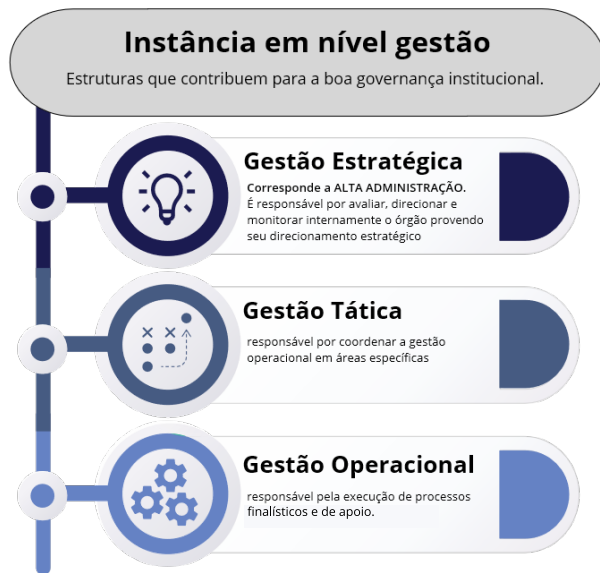 Instância em nível gestão
Estruturas que contribuem para a boa governança institucional.
Gestão Estratégica
Corresponde a ALTA ADMINISTRAÇÃO.
É responsável por avaliar, direcionar e
monitorar internamente o órgão provendo
seu direcionamento estratégico
Gestão Tática
responsável por coordenar a gestão
operacional em áreas específicas
Gestão Operacional
responsável pela execução de processos
finalísticos e de apoio.